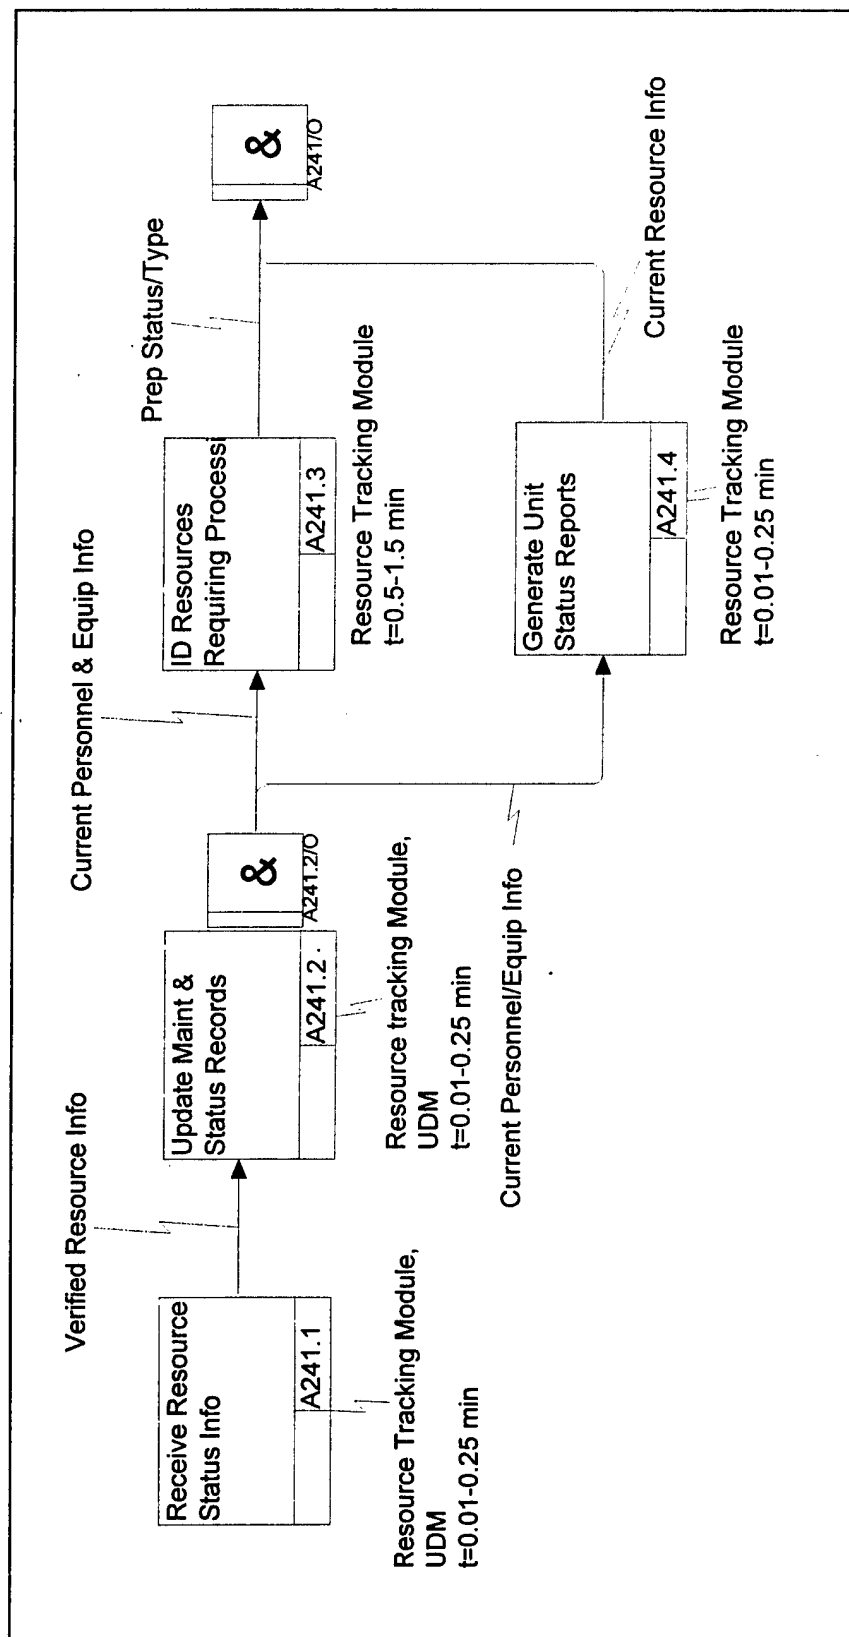 Verified Resource Info
Current Personnel & Equip Info
Prep Status/Type
Receive Resource
Status Info
A241.1
Resource Tracking Module,
UDM
t=0.01-0.25 min
Update Maint &
Status Records
A241.2
&
A241.2/O
Resource tracking Module,
UDM
t=0.01-0.25 min
ID Resources
Requiring Processi
A241.3
Resource Tracking Module
t=0.5-1.5 min
&
A241/O
Current Personnel/Equip Info
Generate Unit
Status Reports
A241.4
Resource Tracking Module
t=0.01-0.25 min
Current Resource Info